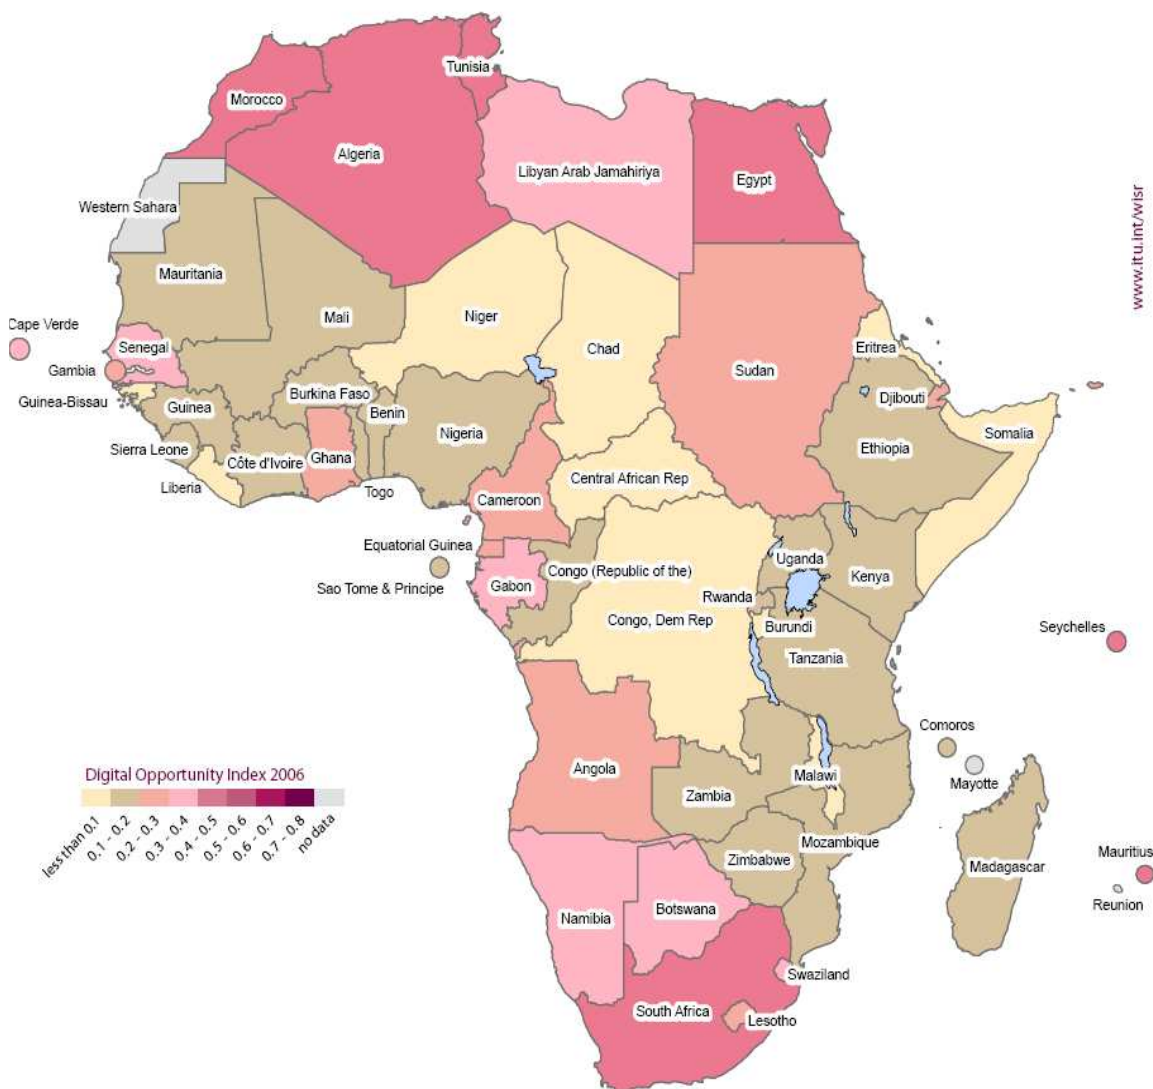 Tunisia
Morocco
Algeria
Libyan Arab Jamahiriya
Egypt
www.itu.int/wisr
Western Sahara
Mauritania
Mali
Niger
Chad
Sudan
Eritrea
Cape Verde
Senegal
Gambia
Guinea-Bissau
Guinea
Burkina Faso
Benin
Nigeria
Djibouti
Somalia
Ethiopia
Sierra Leone
Côte d'Ivoire
Ghana
Liberia
Togo
Central African Rep
Cameroon
Equatorial Guinea
Sao Tome & Principe
Gabon
Congo (Republic of the)
Uganda
Kenya
Rwanda
Congo, Dem Rep
Burundi
Tanzania
Seychelles
Comoros
Mayotte
Angola
Zambia
Malawi
Mozambique
Zimbabwe
Madagascar
Mauritius
Reunion
Namibia
Botswana
Swaziland
South Africa
Lesotho
Digital Opportunity Index 2006
less than 0.1
0.1 - 0.2
0.2 - 0.3
0.3 - 0.4
0.4 - 0.5
0.5 - 0.6
0.6 - 0.7
0.7 - 0.8
no data